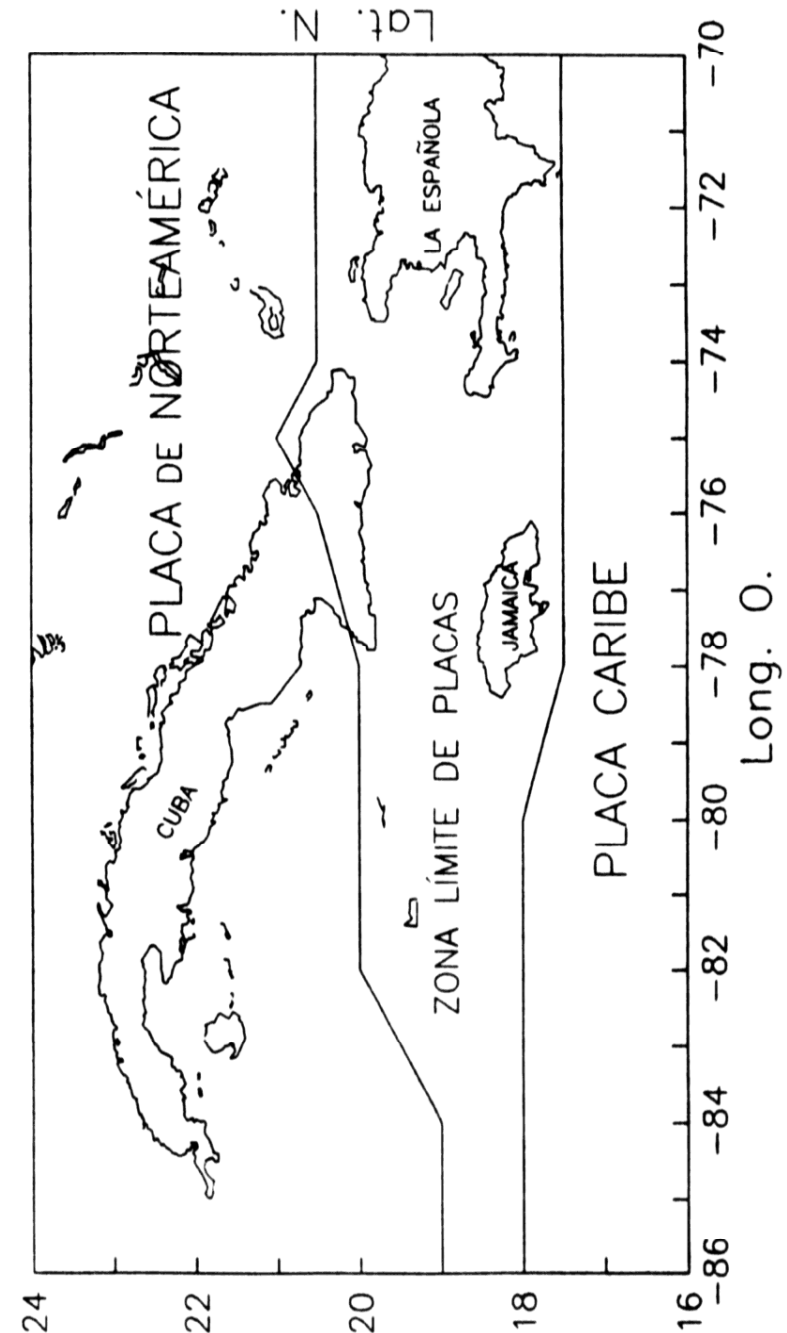 PLACA DE NORTEAMÉRICA
CUBA
LA ESPAÑOLA
ZONA LÍMITE DE PLACAS
JAMAICA
PLACA CARIBE
Lat. N.
24
22
20
18
16
-86
-84
-82
-80
-78
-76
-74
-72
-70
Long. O.